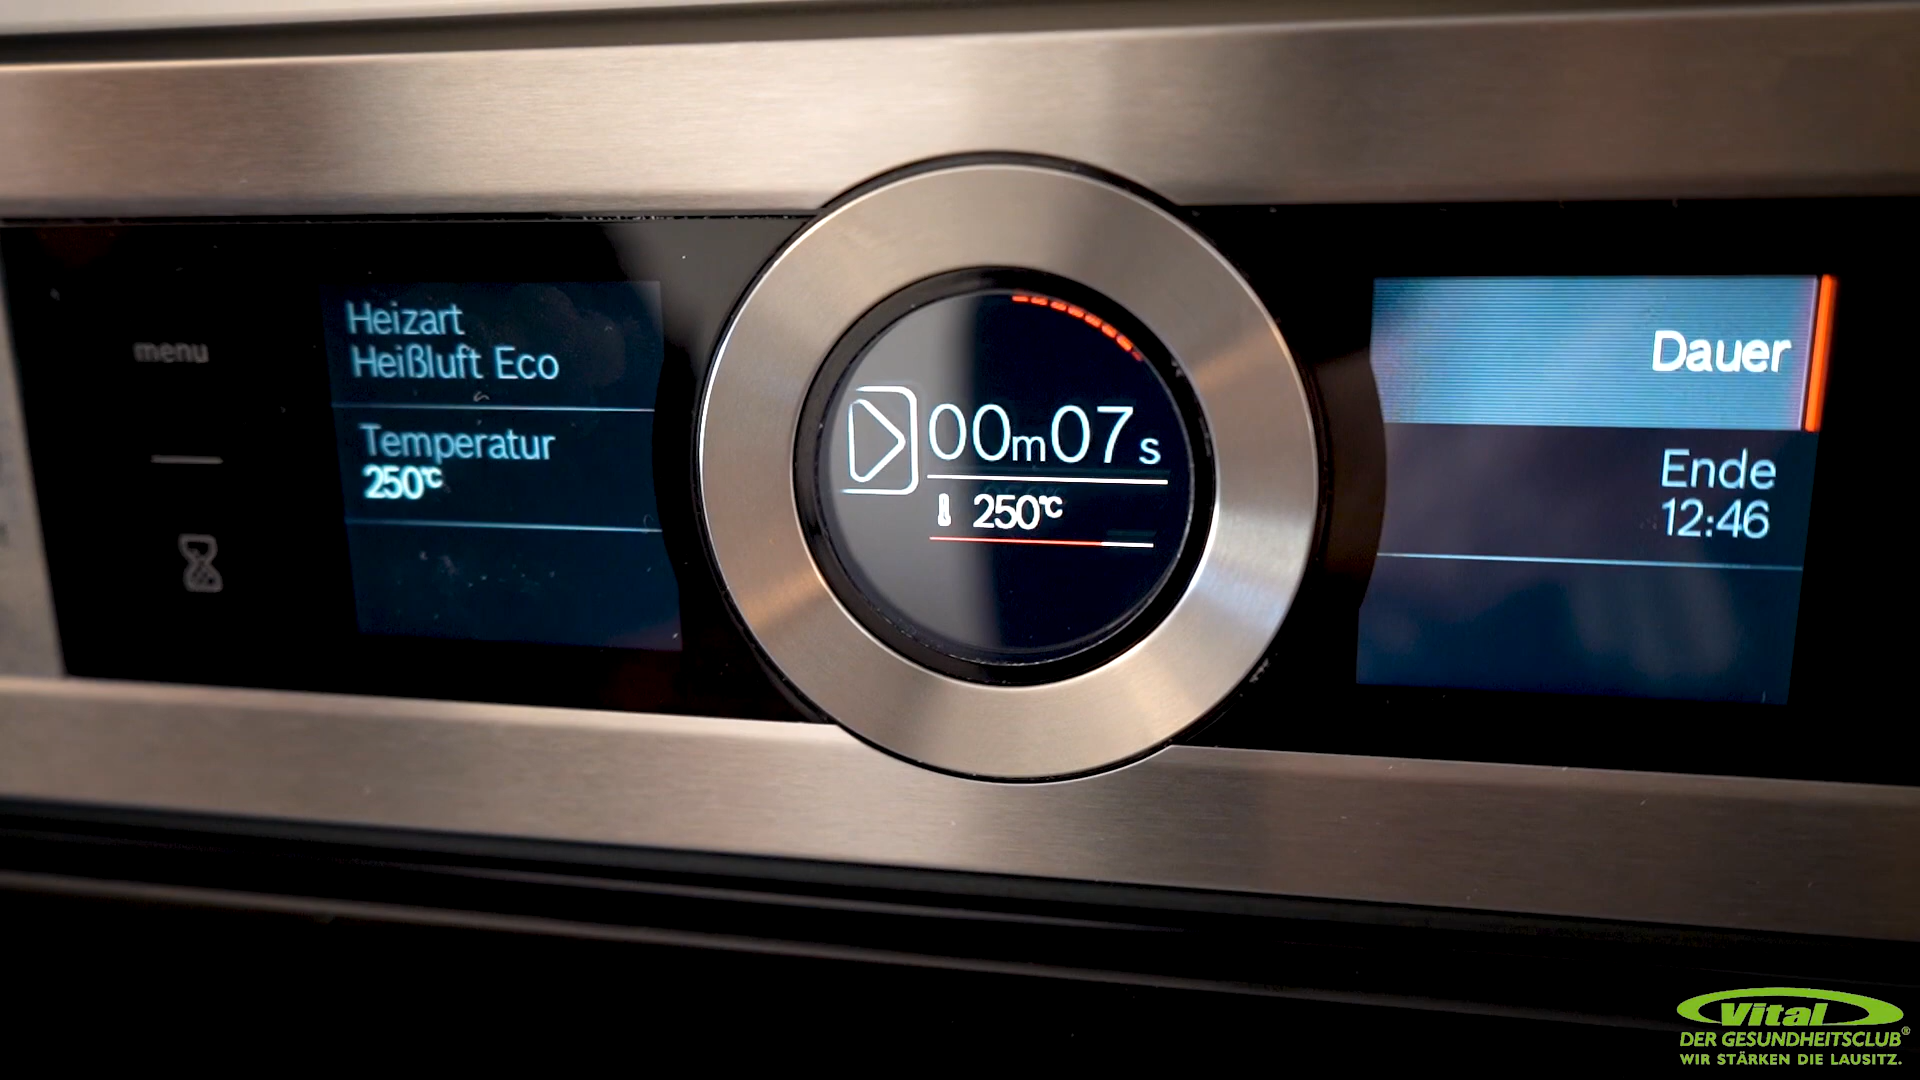 menu
Heizart
Heißluft Eco
Temperatur
250°C
00m07s
250°C
Dauer
Ende
12:46
Vital
DER GESUNDHEITSCLUB®
WIR STÄRKEN DIE LAUSITZ.